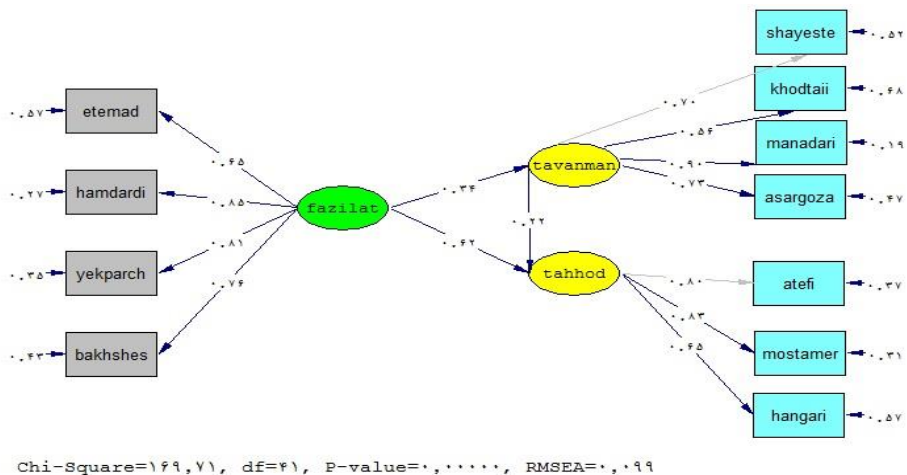 shayeste
۰,۵۲
۰,۷۰
khodtaii
۰,۶۸
۰,۵۷
etemad
۰,۵۶
manadari
۰,۱۹
۰,۶۵
tavanman
۰,۹۰
۰,۲۷
hamdardi
۰,۸۵
۰,۳۴
۰,۷۳
asargoza
۰,۴۷
fazilat
۰,۲۲
۰,۸۱
۰,۶۲
۰,۳۵
yekparch
tahhod
۰,۸۰
atefi
۰,۳۷
۰,۷۶
۰,۸۳
۰,۴۳
bakhshes
۰,۶۵
mostamer
۰,۳۱
hangari
۰,۵۷
Chi-Square=۱۶۹,۷۱, df=۴۱, P-value=۰,۰۰۰۰۰, RMSEA=۰,۰۹۹